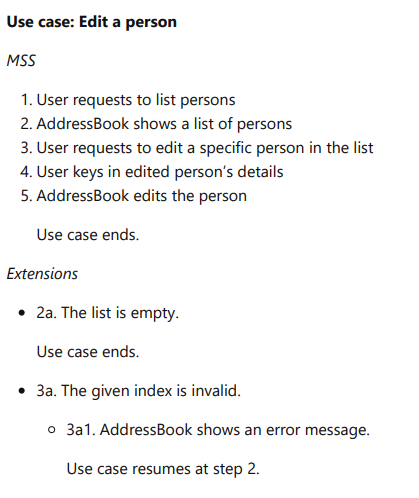 Use case: Edit a person
MSS
1. User requests to list persons
2. AddressBook shows a list of persons
3. User requests to edit a specific person in the list
4. User keys in edited person’s details
5. AddressBook edits the person
Use case ends.
Extensions
• 2a. The list is empty.
Use case ends.
• 3a. The given index is invalid.
◦ 3a1. AddressBook shows an error message.
Use case resumes at step 2.